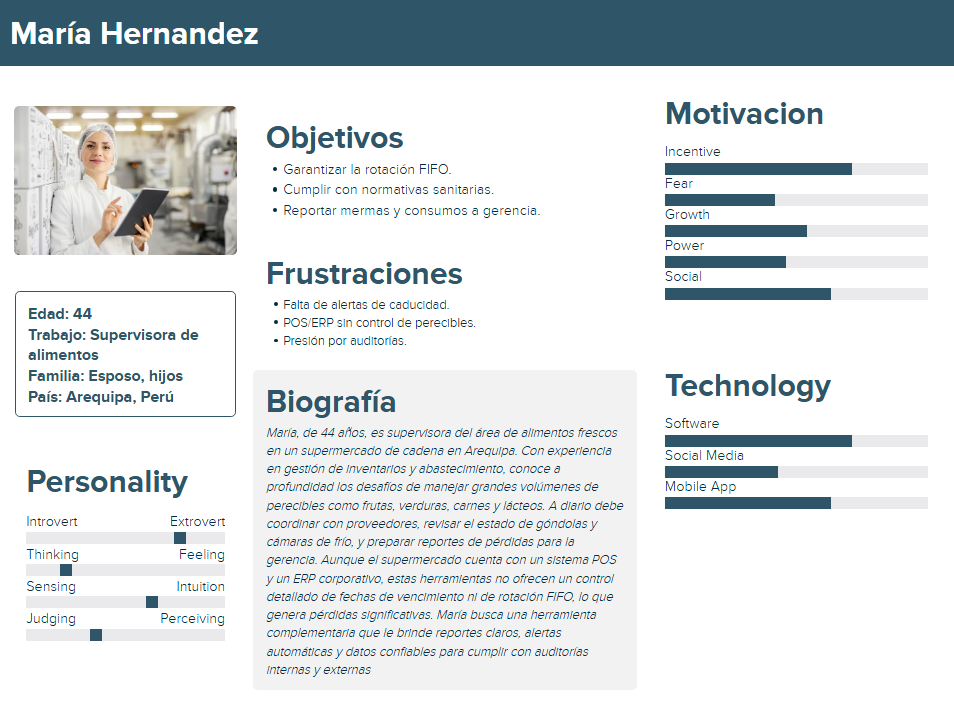 María Hernandez
Edad: 44
Trabajo: Supervisora de
alimentos
Familia: Esposo, hijos
País: Arequipa, Perú
Personality
Introvert Extrovert
Thinking Feeling
Sensing Intuition
Judging Perceiving
Objetivos
• Garantizar la rotación FIFO.
• Cumplir con normativas sanitarias.
• Reportar mermas y consumos a gerencia.
Frustraciones
• Falta de alertas de caducidad.
• POS/ERP sin control de perecibles.
• Presión por auditorías.
Biografía
María, de 44 años, es supervisora del área de alimentos frescos
en un supermercado de cadena en Arequipa. Con experiencia
en gestión de inventarios y abastecimiento, conoce a
profundidad los desafíos de manejar grandes volúmenes de
perecibles como frutas, verduras, carnes y lácteos. A diario debe
coordinar con proveedores, revisar el estado de góndolas y
cámaras de frío, y preparar reportes de pérdidas para la
gerencia. Aunque el supermercado cuenta con un sistema POS
y un ERP corporativo, estas herramientas no ofrecen un control
detallado de fechas de vencimiento ni de rotación FIFO, lo que
genera pérdidas significativas. María busca una herramienta
complementaria que le brinde reportes claros, alertas
automáticas y datos confiables para cumplir con auditorías
internas y externas
Motivacion
Incentive
Fear
Growth
Power
Social
Technology
Software
Social Media
Mobile App